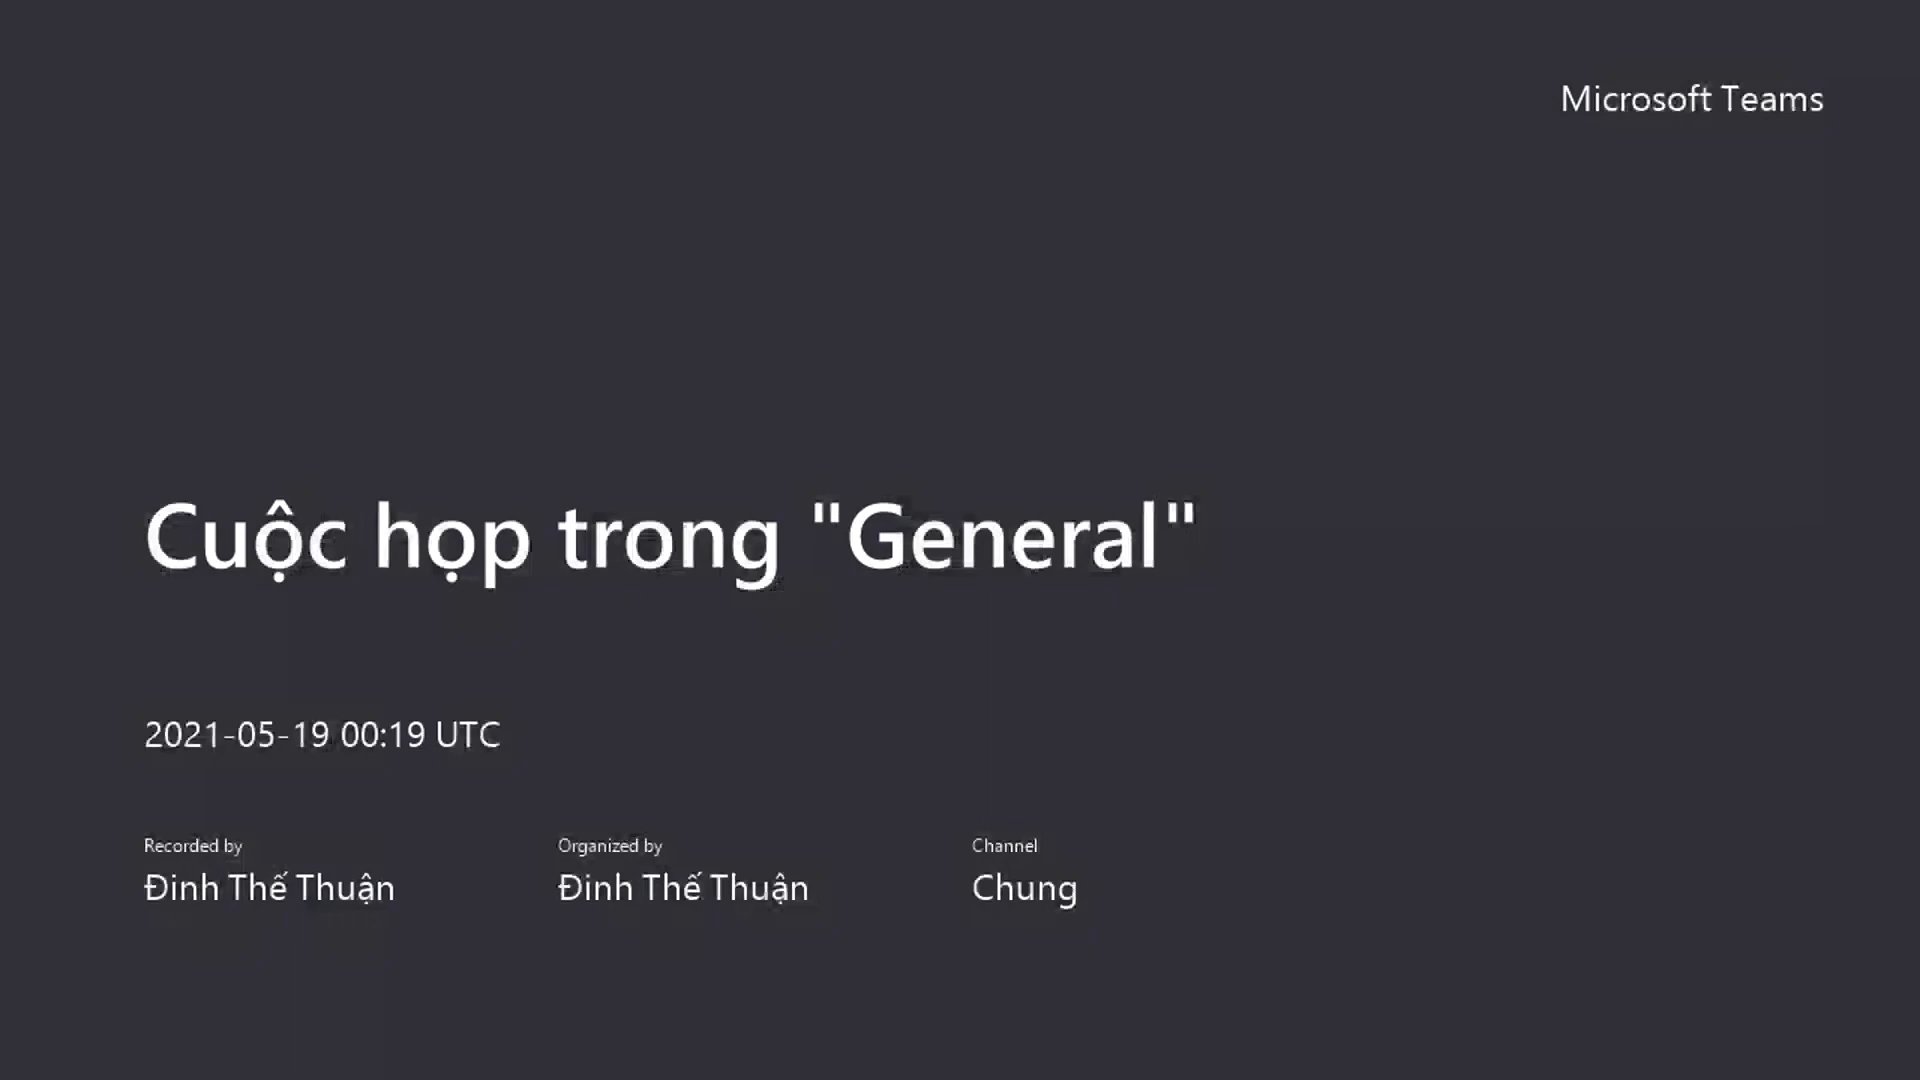 Microsoft Teams
Cuộc họp trong "General"
2021-05-19 00:19 UTC
Recorded by
Đinh Thế Thuận
Organized by
Đinh Thế Thuận
Channel
Chung